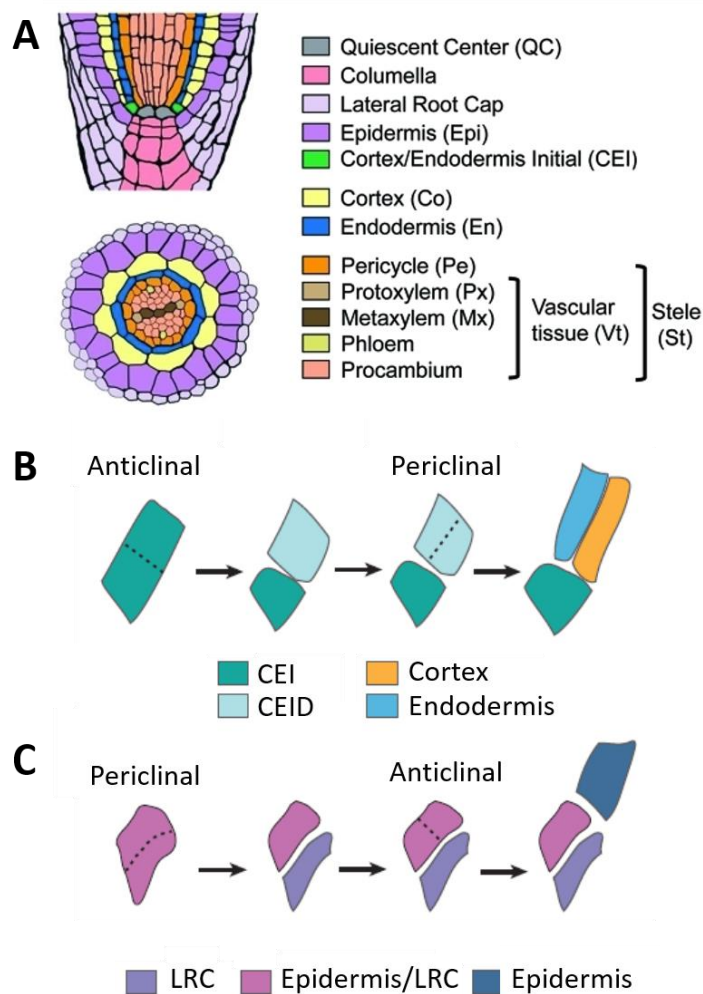 A
Quiescent Center (QC)
Columella
Lateral Root Cap
Epidermis (Epi)
Cortex/Endodermis Initial (CEI)
Cortex (Co)
Endodermis (En)
Pericycle (Pe)
Protoxylem (Px)
Metaxylem (Mx)
Phloem
Procambium
Vascular
tissue (Vt)
Stele
(St)
B
Anticlinal
Periclinal
CEI
Cortex
CEID
Endodermis
C
Periclinal
Anticlinal
LRC
Epidermis/LRC
Epidermis